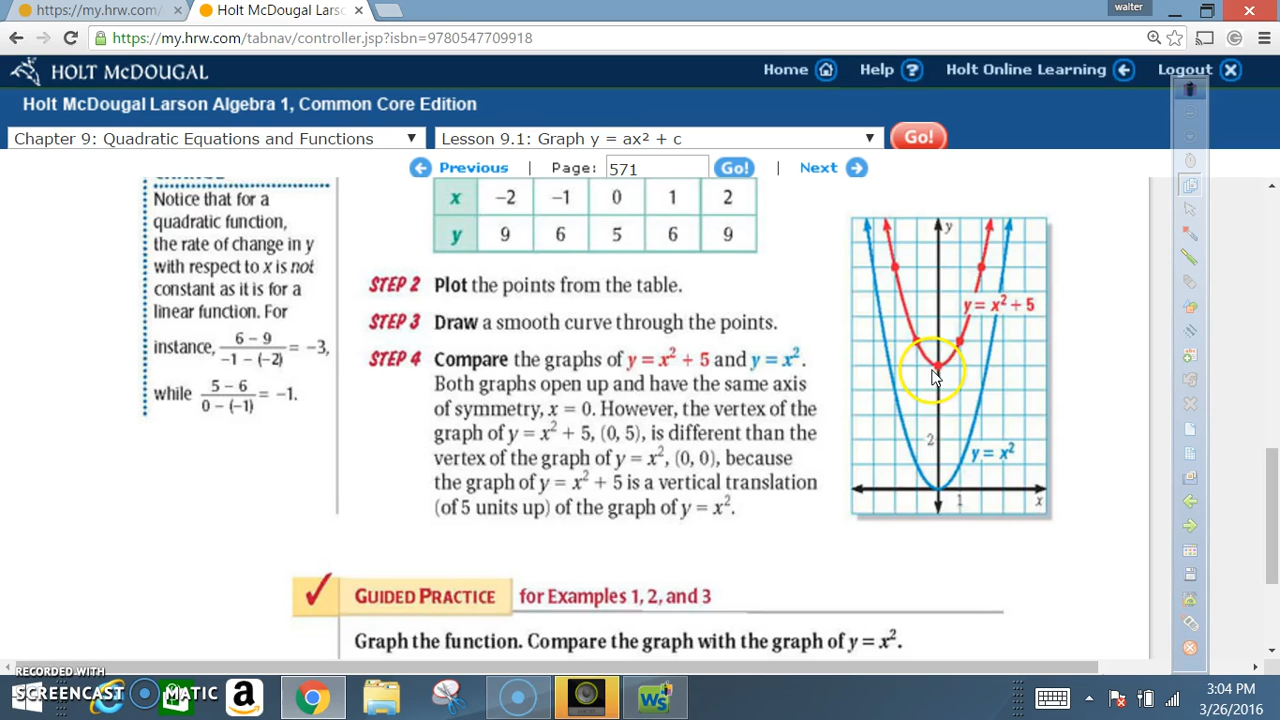 https://my.hrw.com/tabnav/ ×
Holt McDougal Lars ×
walter
https://my.hrw.com/tabnav/controller.jsp?isbn=9780547709918
HOLT MCDOUGAL
Home
Help ?
Holt Online Learning
Logout
Holt McDougal Larson Algebra 1, Common Core Edition
Chapter 9: Quadratic Equations and Functions
Lesson 9.1: Graph y = ax² + c
Go!
Previous | Page: 571 Go! | Next
x −2 −1 0 1 2
y 9 6 5 6 9
Notice that for a
quadratic function,
the rate of change in y
with respect to x is not
constant as it is for a
linear function. For
instance, (6 − 9)/(−1 − (−2)) = −3,
while (5 − 6)/(0 − (−1)) = −1.
STEP 2 Plot the points from the table.
STEP 3 Draw a smooth curve through the points.
STEP 4 Compare the graphs of y = x² + 5 and y = x².
Both graphs open up and have the same axis
of symmetry, x = 0. However, the vertex of the
graph of y = x² + 5, (0, 5), is different than the
vertex of the graph of y = x², (0, 0), because
the graph of y = x² + 5 is a vertical translation
(of 5 units up) of the graph of y = x².
y
y = x² + 5
2
y = x²
1
x
GUIDED PRACTICE for Examples 1, 2, and 3
Graph the function. Compare the graph with the graph of y = x².
RECORDED WITH
SCREENCAST MATIC
3:04 PM
3/26/2016